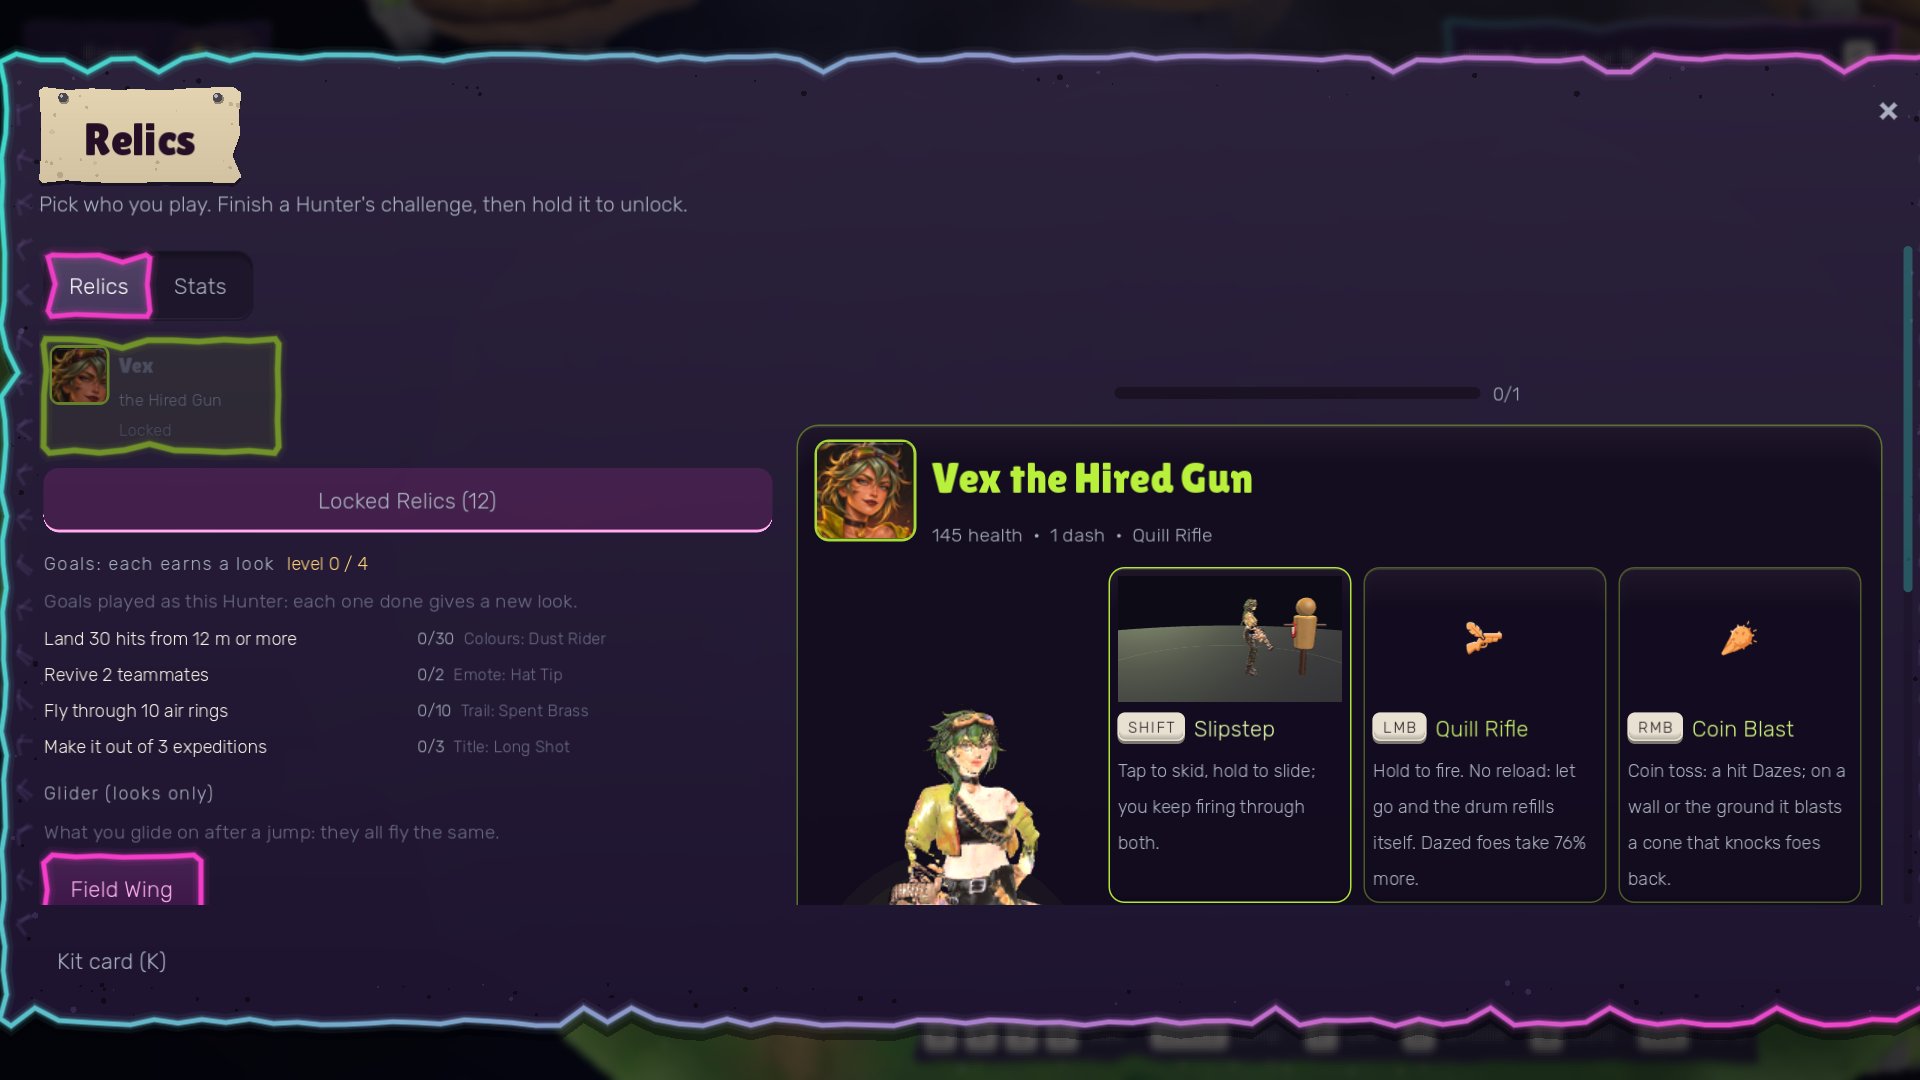 Relics
Pick who you play. Finish a Hunter's challenge, then hold it to unlock.
Relics
Stats
Vex
the Hired Gun
Locked
0/1
Locked Relics (12)
Goals: each earns a look level 0 / 4
Goals played as this Hunter: each one done gives a new look.
Land 30 hits from 12 m or more 0/30 Colours: Dust Rider
Revive 2 teammates 0/2 Emote: Hat Tip
Fly through 10 air rings 0/10 Trail: Spent Brass
Make it out of 3 expeditions 0/3 Title: Long Shot
Glider (looks only)
What you glide on after a jump: they all fly the same.
Field Wing
Vex the Hired Gun
145 health • 1 dash • Quill Rifle
SHIFT Slipstep
Tap to skid, hold to slide;
you keep firing through
both.
LMB Quill Rifle
Hold to fire. No reload: let
go and the drum refills
itself. Dazed foes take 76%
more.
RMB Coin Blast
Coin toss: a hit Dazes; on a
wall or the ground it blasts
a cone that knocks foes
back.
Kit card (K)